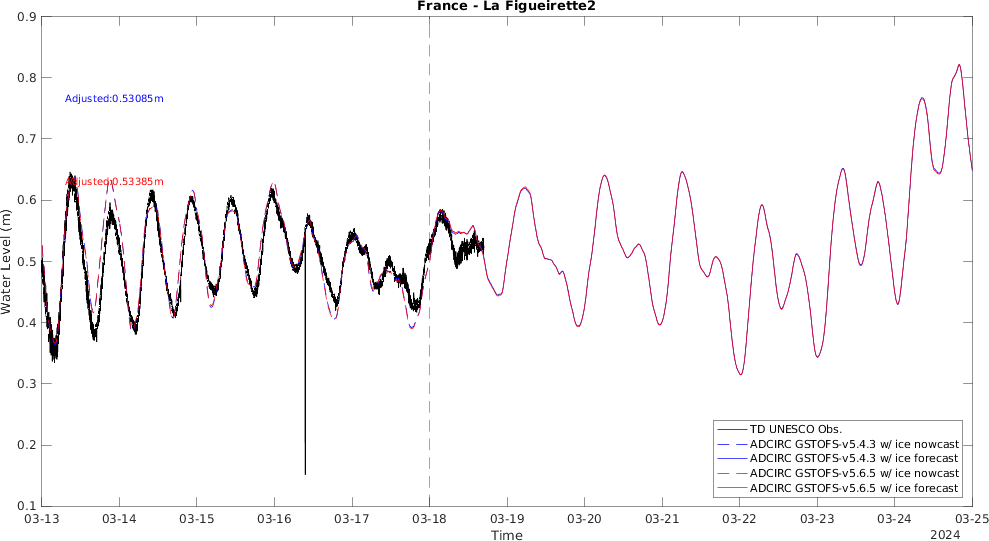 France - La Figueirette2
0.9
0.8
0.7
0.6
0.5
0.4
0.3
0.2
0.1
Water Level (m)
Adjusted:0.53085m
Adjusted:0.53385m
TD UNESCO Obs.
ADCIRC GSTOFS-v5.4.3 w/ ice nowcast
ADCIRC GSTOFS-v5.4.3 w/ ice forecast
ADCIRC GSTOFS-v5.6.5 w/ ice nowcast
ADCIRC GSTOFS-v5.6.5 w/ ice forecast
03-13 03-14 03-15 03-16 03-17 03-18 03-19 03-20 03-21 03-22 03-23 03-24 03-25
Time
2024